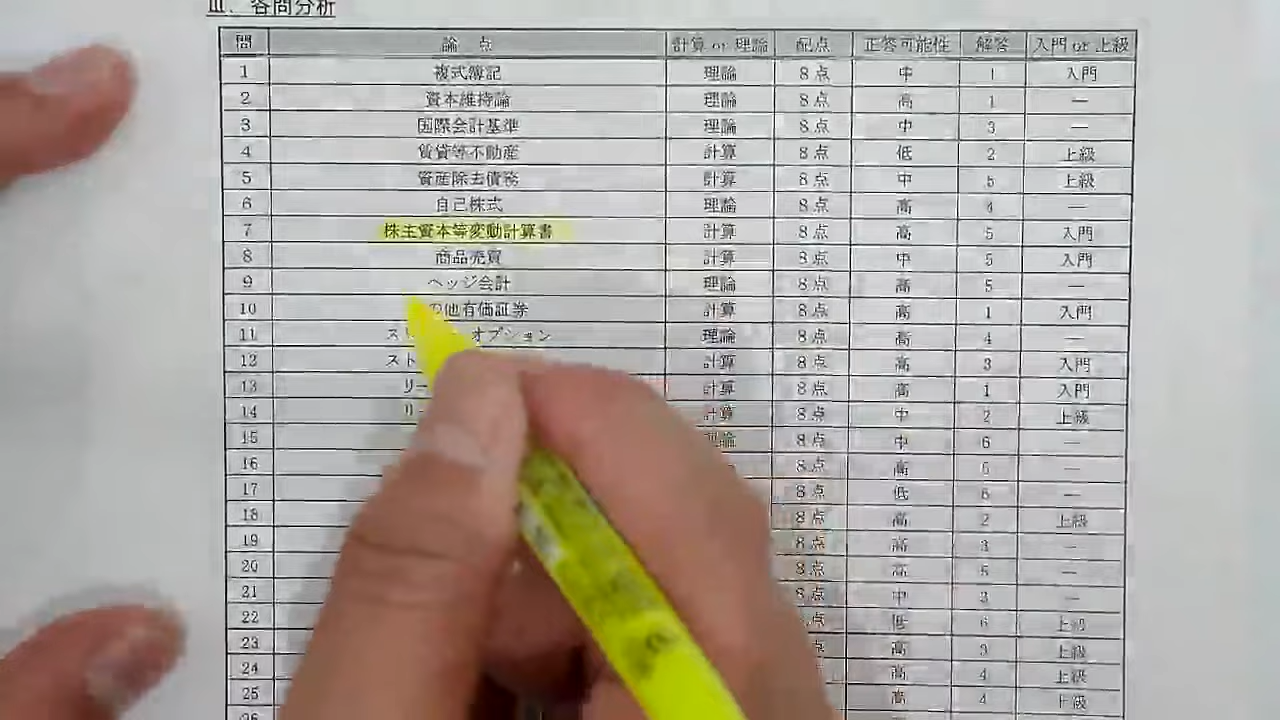 Ⅲ．各問分析
問 論 点 計算 or 理論 配点 正答可能性 解答 入門 or 上級
1 複式簿記 理論 8点 中 1 入門
2 資本維持論 理論 8点 高 1 ―
3 国際会計基準 理論 8点 中 3 ―
4 賃貸等不動産 計算 8点 低 2 上級
5 資産除去債務 計算 8点 中 5 上級
6 自己株式 理論 8点 高 4 ―
7 株主資本等変動計算書 計算 8点 高 5 入門
8 商品売買 計算 8点 中 5 入門
9 ヘッジ会計 理論 8点 高 5 ―
10 の他有価証券 計算 8点 高 1 入門
11 ス オプション 理論 8点 高 4 ―
12 スト 計算 8点 高 3 入門
13 リー 計算 8点 高 1 入門
14 リ 計算 8点 中 2 上級
15 理論 8点 中 6 ―
16 8点 高 ―
17 8点 低 6 ―
18 8点 高 2 上級
19 8点 高 3 ―
20 8点 高 5 ―
21 8点 中 3 ―
22 点 低 6 上級
23 点 高 3 上級
24 点 高 4 上級
25 点 高 4 上級